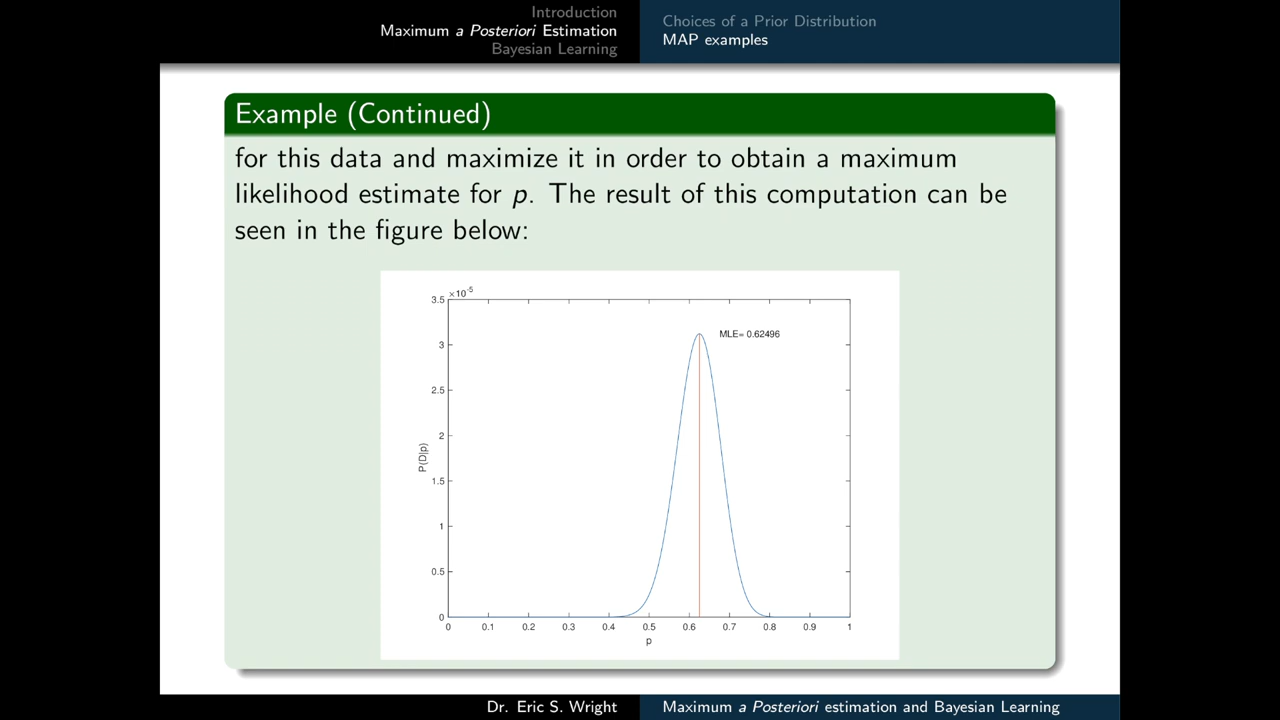 Introduction
Maximum a Posteriori Estimation
Bayesian Learning
Choices of a Prior Distribution
MAP examples
Example (Continued)
for this data and maximize it in order to obtain a maximum
likelihood estimate for p. The result of this computation can be
seen in the figure below:
×10-5
3.5
3
2.5
2
1.5
1
0.5
0
P(D|p)
MLE= 0.62496
0 0.1 0.2 0.3 0.4 0.5 0.6 0.7 0.8 0.9 1
p
Dr. Eric S. Wright
Maximum a Posteriori estimation and Bayesian Learning